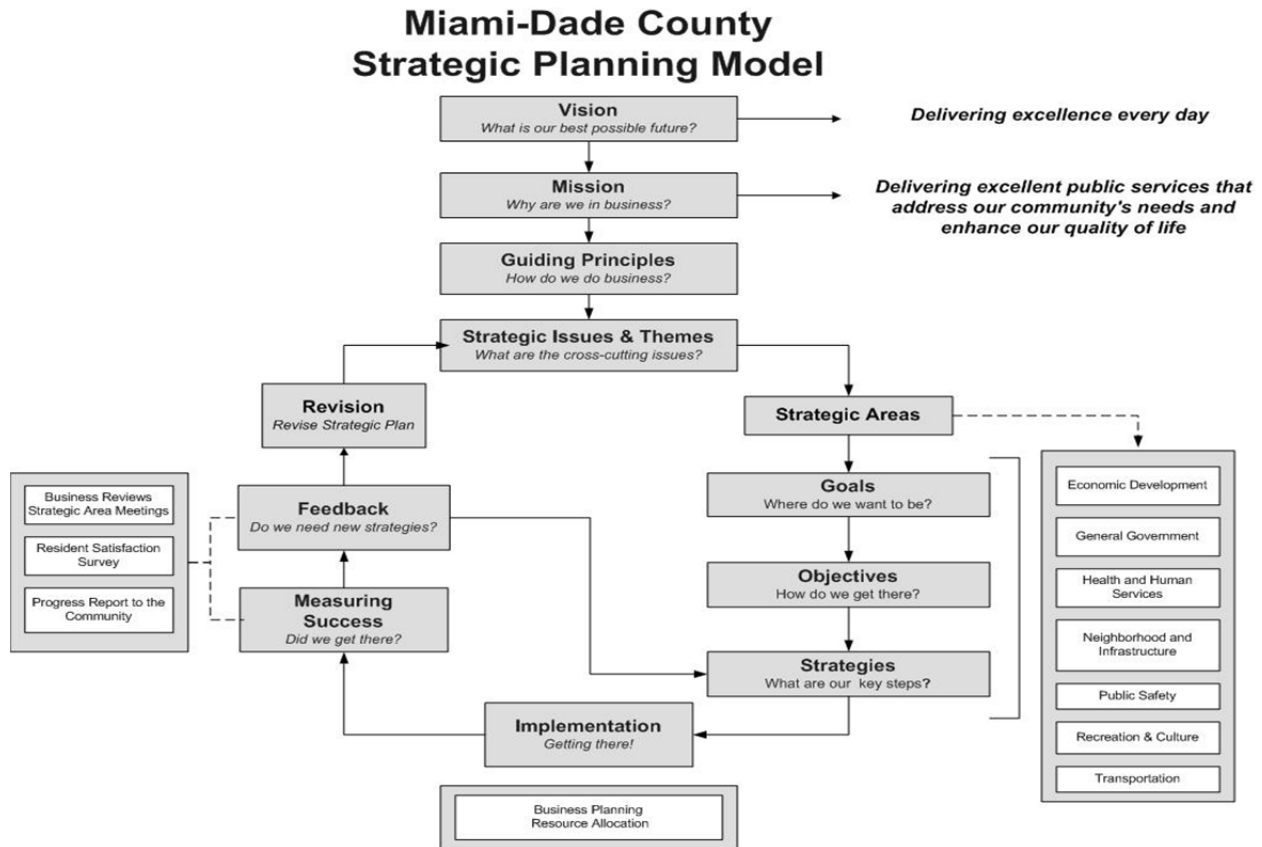 Miami-Dade County
Strategic Planning Model
Vision
What is our best possible future?
Delivering excellence every day
Mission
Why are we in business?
Delivering excellent public services that
address our community's needs and
enhance our quality of life
Guiding Principles
How do we do business?
Strategic Issues & Themes
What are the cross-cutting issues?
Revision
Revise Strategic Plan
Strategic Areas
Business Reviews
Strategic Area Meetings
Resident Satisfaction
Survey
Progress Report to the
Community
Feedback
Do we need new strategies?
Measuring
Success
Did we get there?
Goals
Where do we want to be?
Objectives
How do we get there?
Strategies
What are our key steps?
Economic Development
General Government
Health and Human
Services
Neighborhood and
Infrastructure
Public Safety
Recreation & Culture
Transportation
Implementation
Getting there!
Business Planning
Resource Allocation